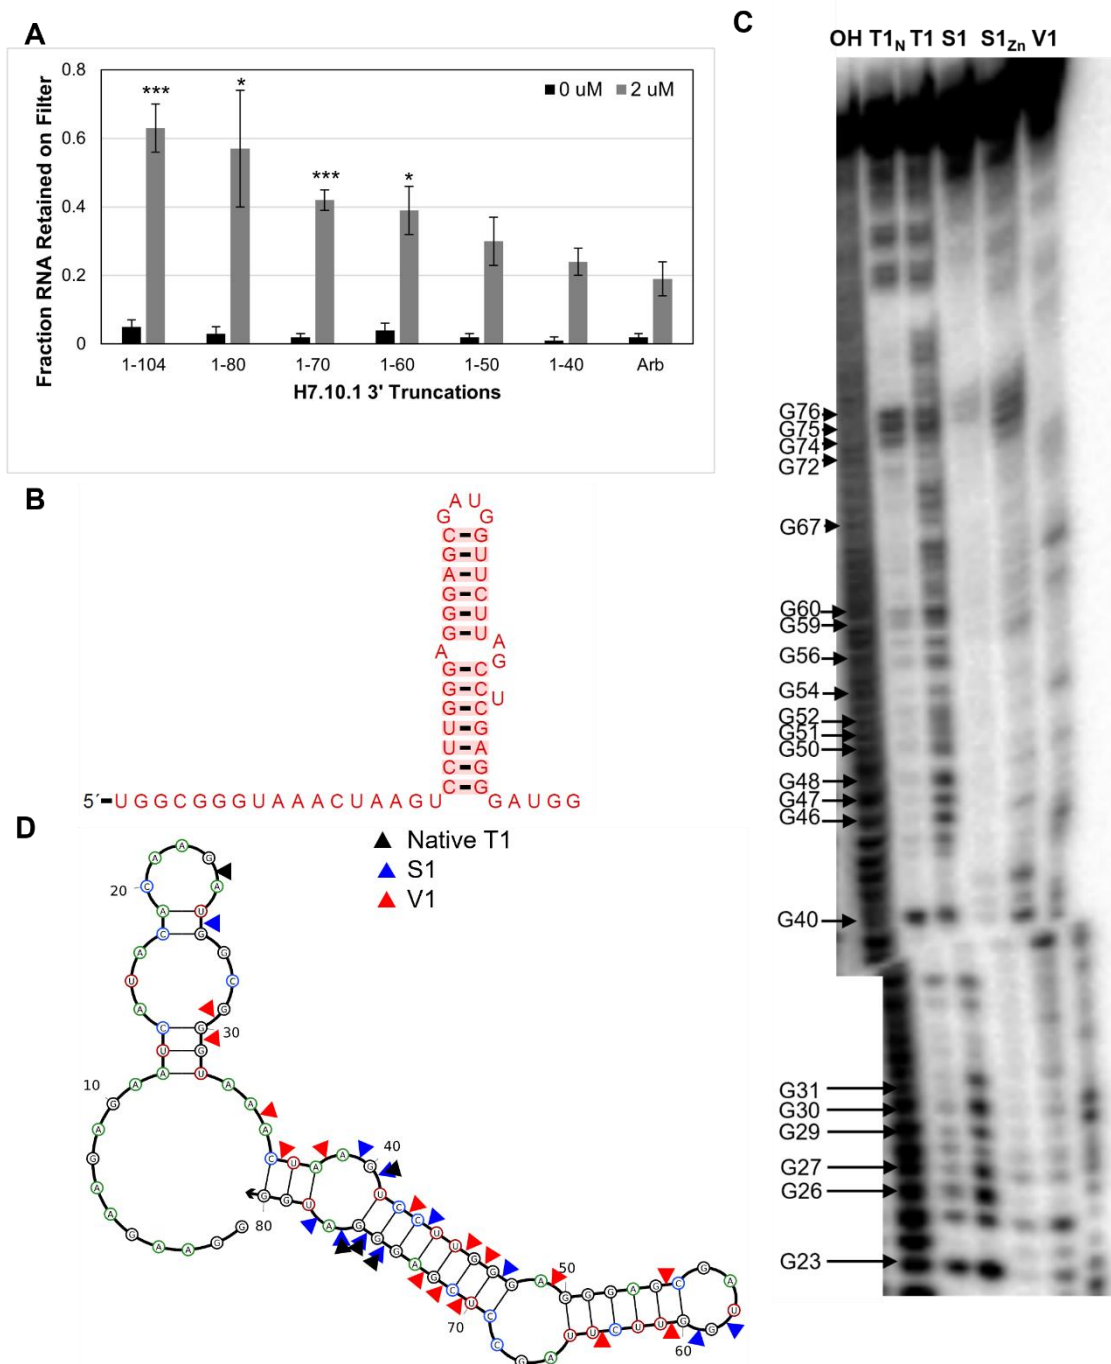 A
0.8
0.6
0.4
0.2
0
Fraction RNA Retained on Filter
0 uM
2 uM
***
*
***
*
1-104
1-80
1-70
1-60
1-50
1-40
Arb
H7.10.1 3' Truncations
B
A U
G G
C G
G U
A U
G C
G U
G U
A A
G
G C
G C
G C U
U G
U A
C G
C G
5´ U G G C G G G U A A A C U A A G U G A U G G
C
OH T1N T1 S1 S1Zn V1
G76
G75
G74
G72
G67
G60
G59
G56
G54
G52
G51
G50
G48
G47
G46
G40
G31
G30
G29
G27
G26
G23
D
Native T1
S1
V1
10
20
30
40
50
60
70
80